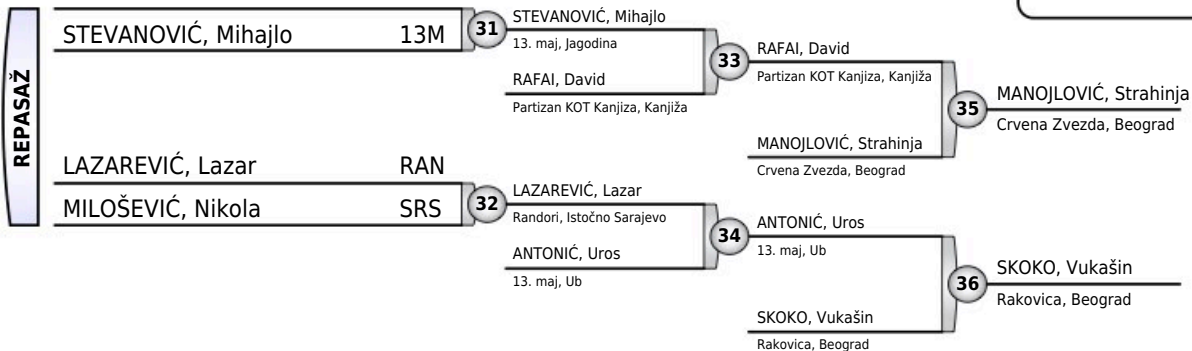 REPASAŽ
STEVANOVIĆ, Mihajlo 13M
LAZAREVIĆ, Lazar RAN
MILOŠEVIĆ, Nikola SRS
31
STEVANOVIĆ, Mihajlo
13. maj, Jagodina
RAFAI, David
Partizan KOT Kanjiza, Kanjiža
32
LAZAREVIĆ, Lazar
Randori, Istočno Sarajevo
ANTONIĆ, Uros
13. maj, Ub
33
RAFAI, David
Partizan KOT Kanjiza, Kanjiža
MANOJLOVIĆ, Strahinja
Crvena Zvezda, Beograd
34
ANTONIĆ, Uros
13. maj, Ub
SKOKO, Vukašin
Rakovica, Beograd
35
MANOJLOVIĆ, Strahinja
Crvena Zvezda, Beograd
36
SKOKO, Vukašin
Rakovica, Beograd